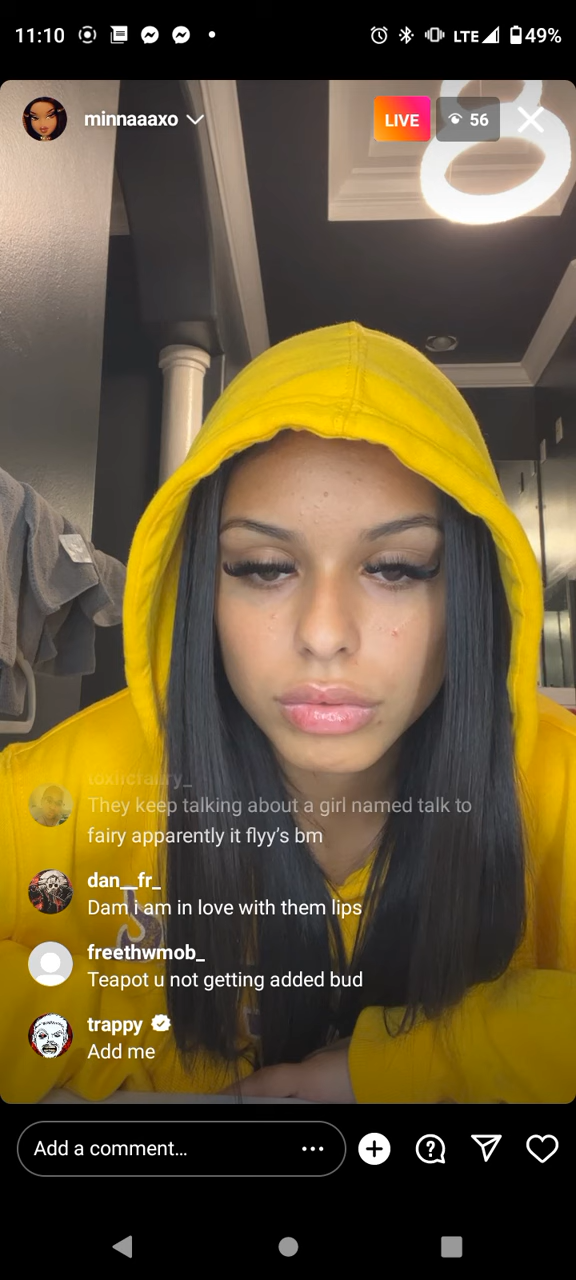 11:10
LTE
49%
minnaaaxo
LIVE
56
They keep talking about a girl named talk to
fairy apparently it flyy’s bm
dan__fr_
Dam i am in love with them lips
freethwmob_
Teapot u not getting added bud
trappy
Add me
Add a comment…